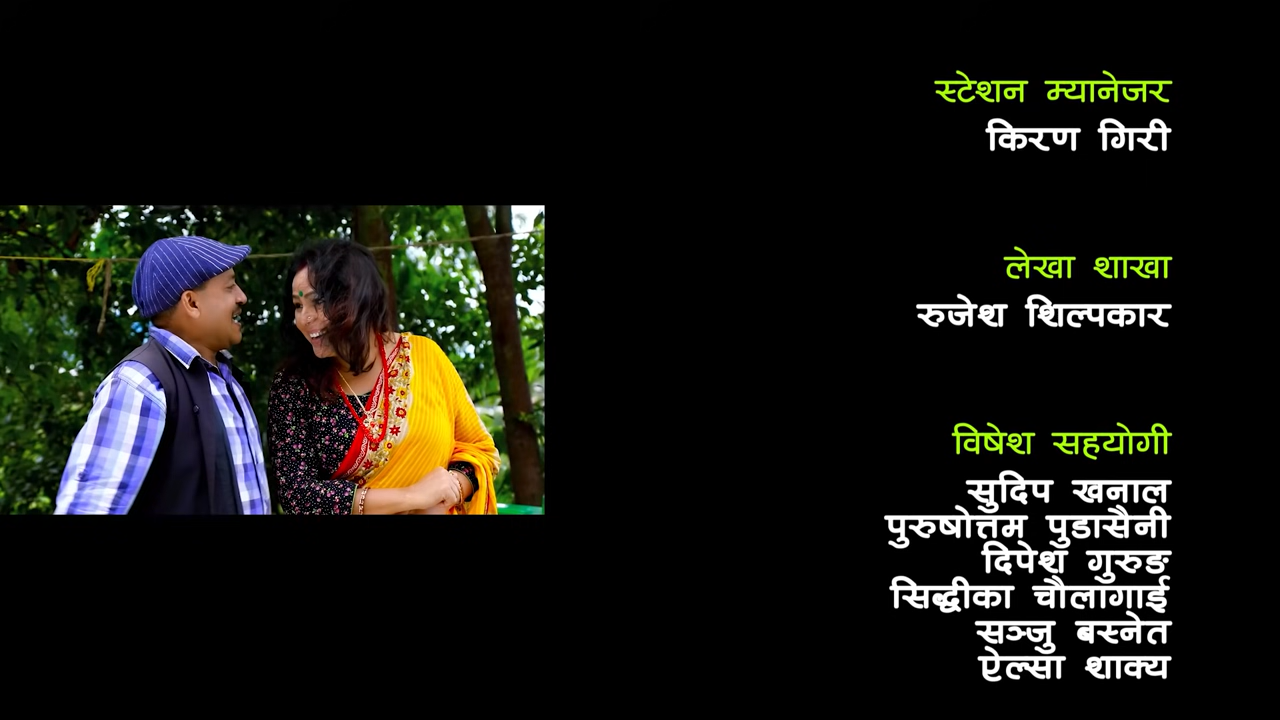 स्टेशन म्यानेजर
किरण गिरी
लेखा शाखा
रुजेश शिल्पकार
विषेश सहयोगी
सुदिप खनाल
पुरुषोत्तम पुडासैनी
दिपेश गुरुङ
सिद्धीका चौलागाई
सञ्जु बस्नेत
ऐल्सा शाक्य